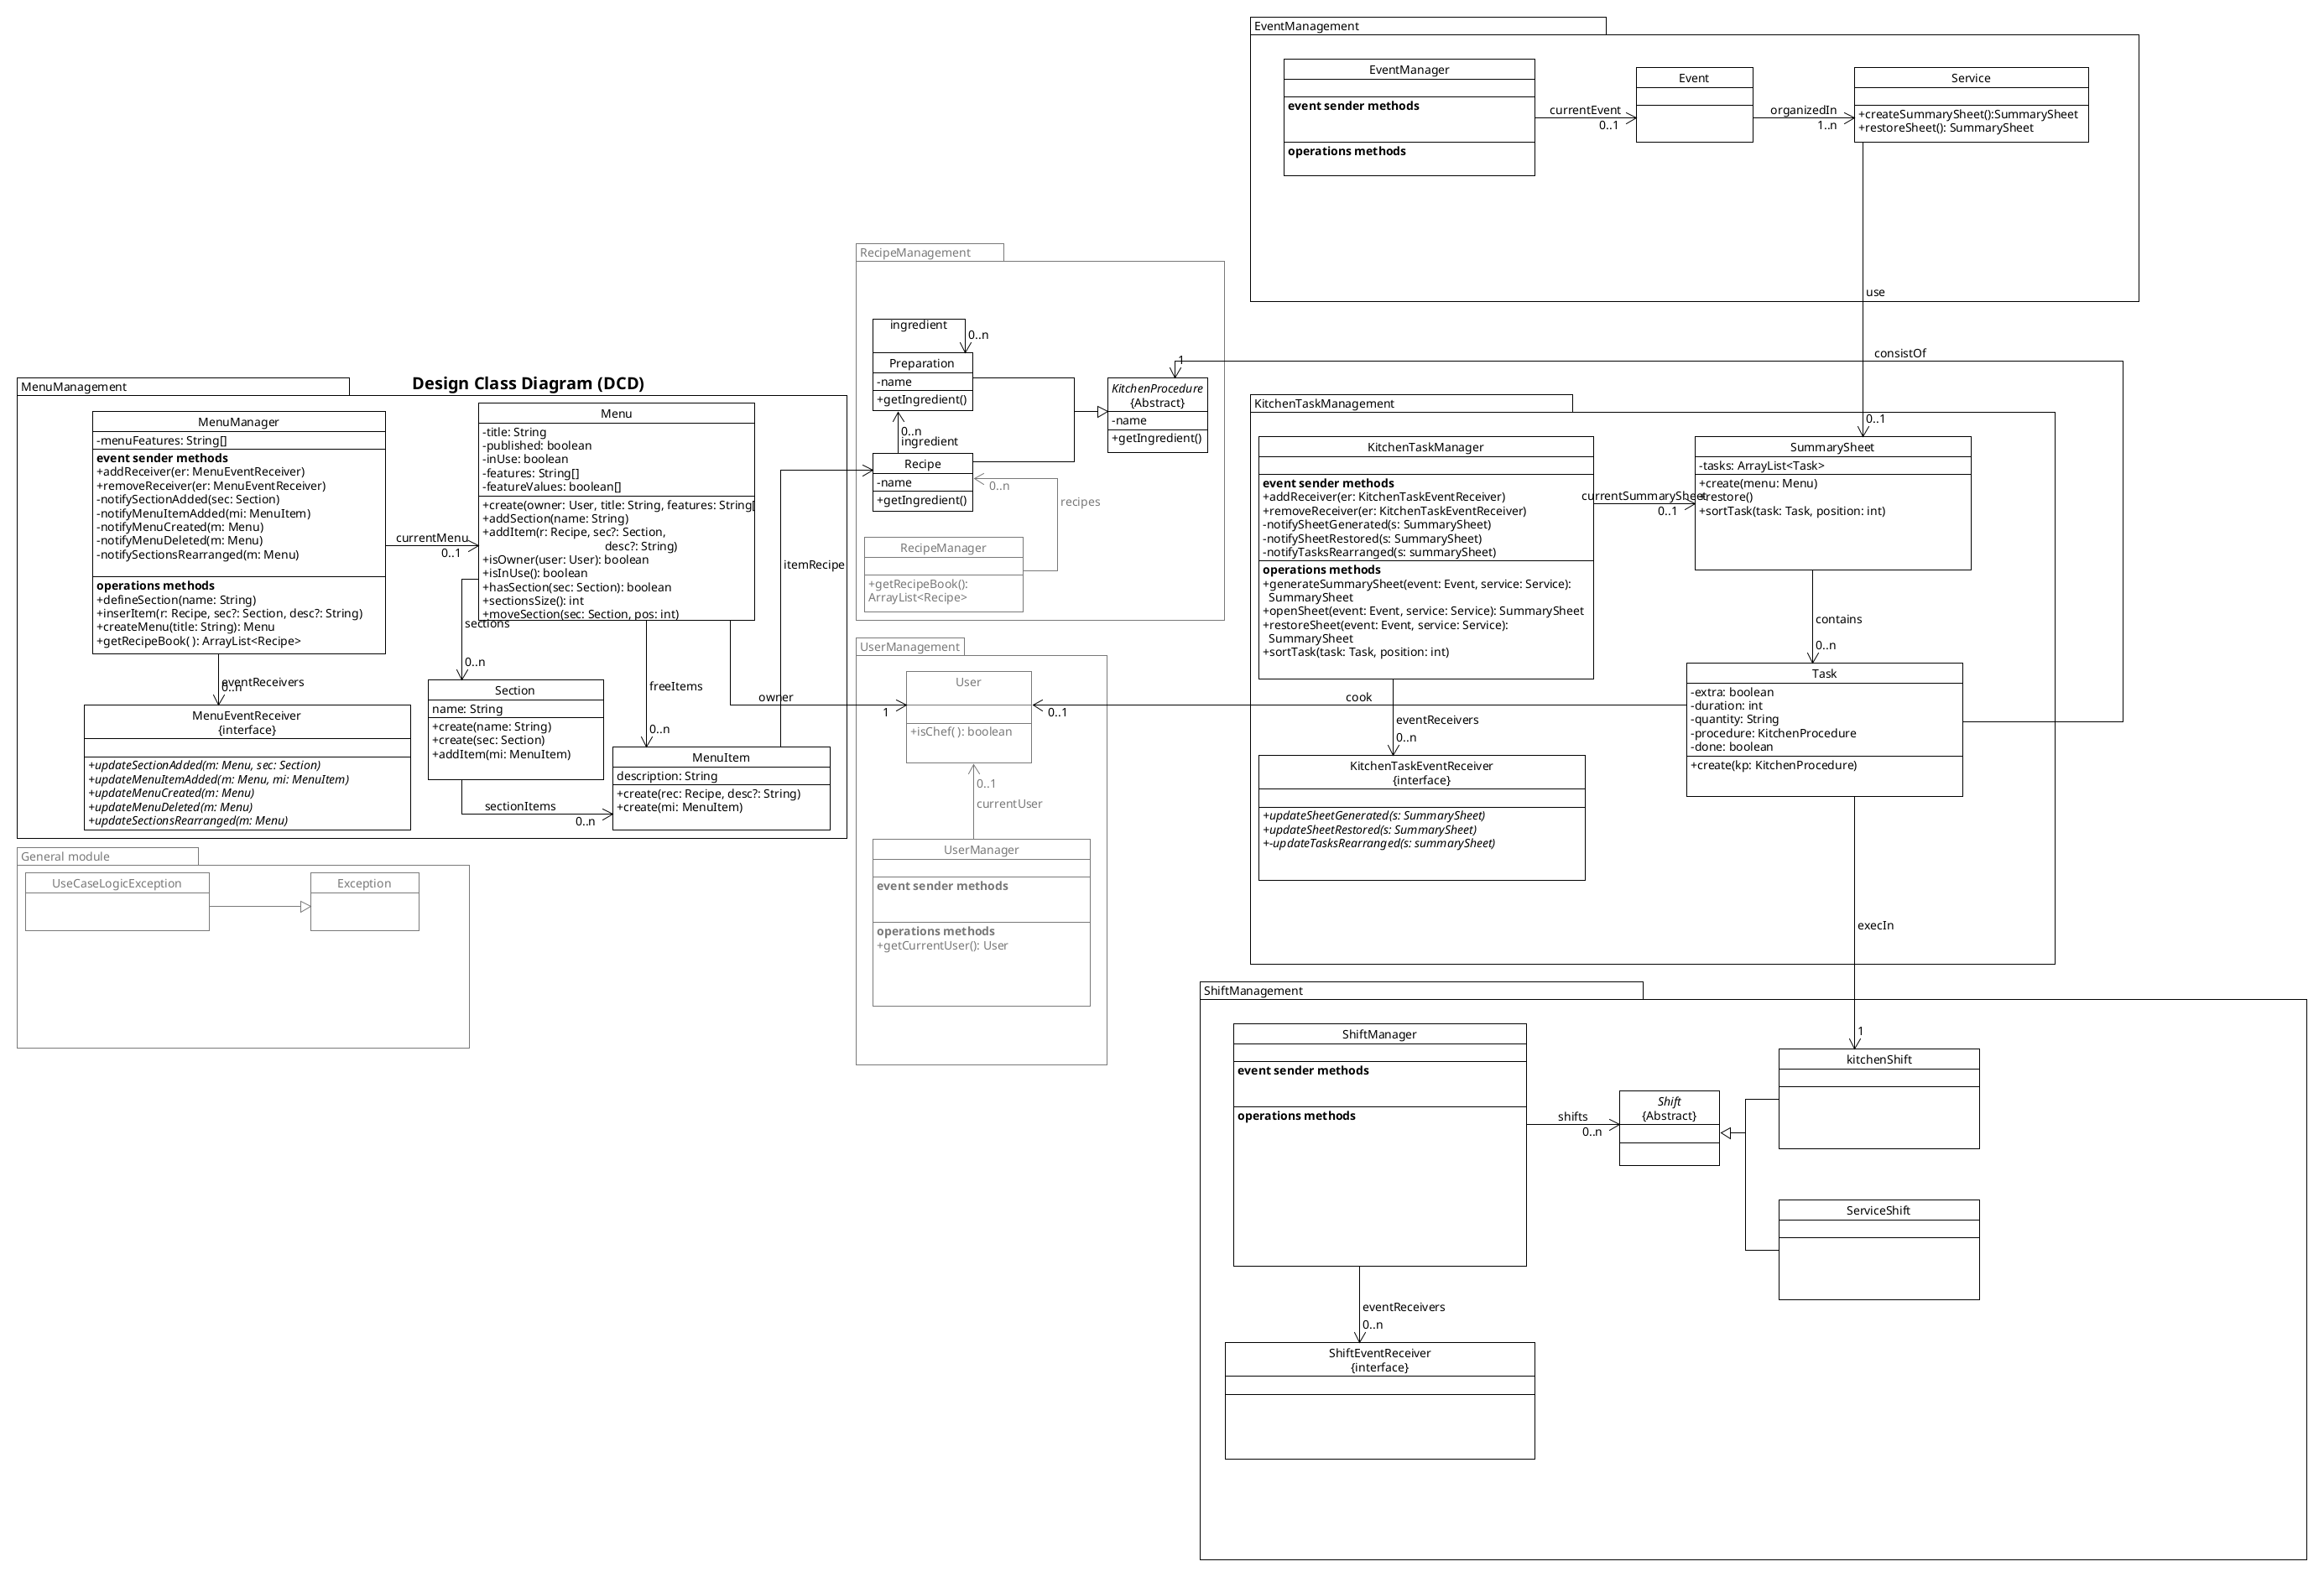 EventManagement
EventManager
event sender methods
operations methods
currentEvent
0..1
Event
organizedIn
1..n
Service
+createSummarySheet():SummarySheet
+restoreSheet(): SummarySheet
use
0..1
RecipeManagement
ingredient
0..n
Preparation
-name
+getIngredient()
0..n
ingredient
Recipe
-name
+getIngredient()
KitchenProcedure
{Abstract}
-name
+getIngredient()
1
consistOf
0..n
recipes
RecipeManager
+getRecipeBook():
ArrayList<Recipe>
Design Class Diagram (DCD)
MenuManagement
MenuManager
-menuFeatures: String[]
event sender methods
+addReceiver(er: MenuEventReceiver)
+removeReceiver(er: MenuEventReceiver)
-notifySectionAdded(sec: Section)
-notifyMenuItemAdded(mi: MenuItem)
-notifyMenuCreated(m: Menu)
-notifyMenuDeleted(m: Menu)
-notifySectionsRearranged(m: Menu)
operations methods
+defineSection(name: String)
+inserItem(r: Recipe, sec?: Section, desc?: String)
+createMenu(title: String): Menu
+getRecipeBook( ): ArrayList<Recipe>
currentMenu
0..1
Menu
-title: String
-published: boolean
-inUse: boolean
-features: String[]
-featureValues: boolean[]
+create(owner: User, title: String, features: String[
+addSection(name: String)
+addItem(r: Recipe, sec?: Section,
desc?: String)
+isOwner(user: User): boolean
+isInUse(): boolean
+hasSection(sec: Section): boolean
+sectionsSize(): int
+moveSection(sec: Section, pos: int)
itemRecipe
sections
0..n
eventReceivers
0..n
freeItems
0..n
owner
1
MenuEventReceiver
{interface}
+updateSectionAdded(m: Menu, sec: Section)
+updateMenuItemAdded(m: Menu, mi: MenuItem)
+updateMenuCreated(m: Menu)
+updateMenuDeleted(m: Menu)
+updateSectionsRearranged(m: Menu)
Section
name: String
+create(name: String)
+create(sec: Section)
+addItem(mi: MenuItem)
sectionItems
0..n
MenuItem
description: String
+create(rec: Recipe, desc?: String)
+create(mi: MenuItem)
UserManagement
User
+isChef( ): boolean
0..1
currentUser
UserManager
event sender methods
operations methods
+getCurrentUser(): User
General module
UseCaseLogicException
Exception
KitchenTaskManagement
KitchenTaskManager
event sender methods
+addReceiver(er: KitchenTaskEventReceiver)
+removeReceiver(er: KitchenTaskEventReceiver)
-notifySheetGenerated(s: SummarySheet)
-notifySheetRestored(s: SummarySheet)
-notifyTasksRearranged(s: summarySheet)
operations methods
+generateSummarySheet(event: Event, service: Service):
SummarySheet
+openSheet(event: Event, service: Service): SummarySheet
+restoreSheet(event: Event, service: Service):
SummarySheet
+sortTask(task: Task, position: int)
currentSummarySheet
0..1
SummarySheet
-tasks: ArrayList<Task>
+create(menu: Menu)
+restore()
+sortTask(task: Task, position: int)
contains
0..n
Task
-extra: boolean
-duration: int
-quantity: String
-procedure: KitchenProcedure
-done: boolean
+create(kp: KitchenProcedure)
cook
0..1
eventReceivers
0..n
KitchenTaskEventReceiver
{interface}
+updateSheetGenerated(s: SummarySheet)
+updateSheetRestored(s: SummarySheet)
+-updateTasksRearranged(s: summarySheet)
execIn
1
ShiftManagement
ShiftManager
event sender methods
operations methods
shifts
0..n
Shift
{Abstract}
kitchenShift
ServiceShift
eventReceivers
0..n
ShiftEventReceiver
{interface}